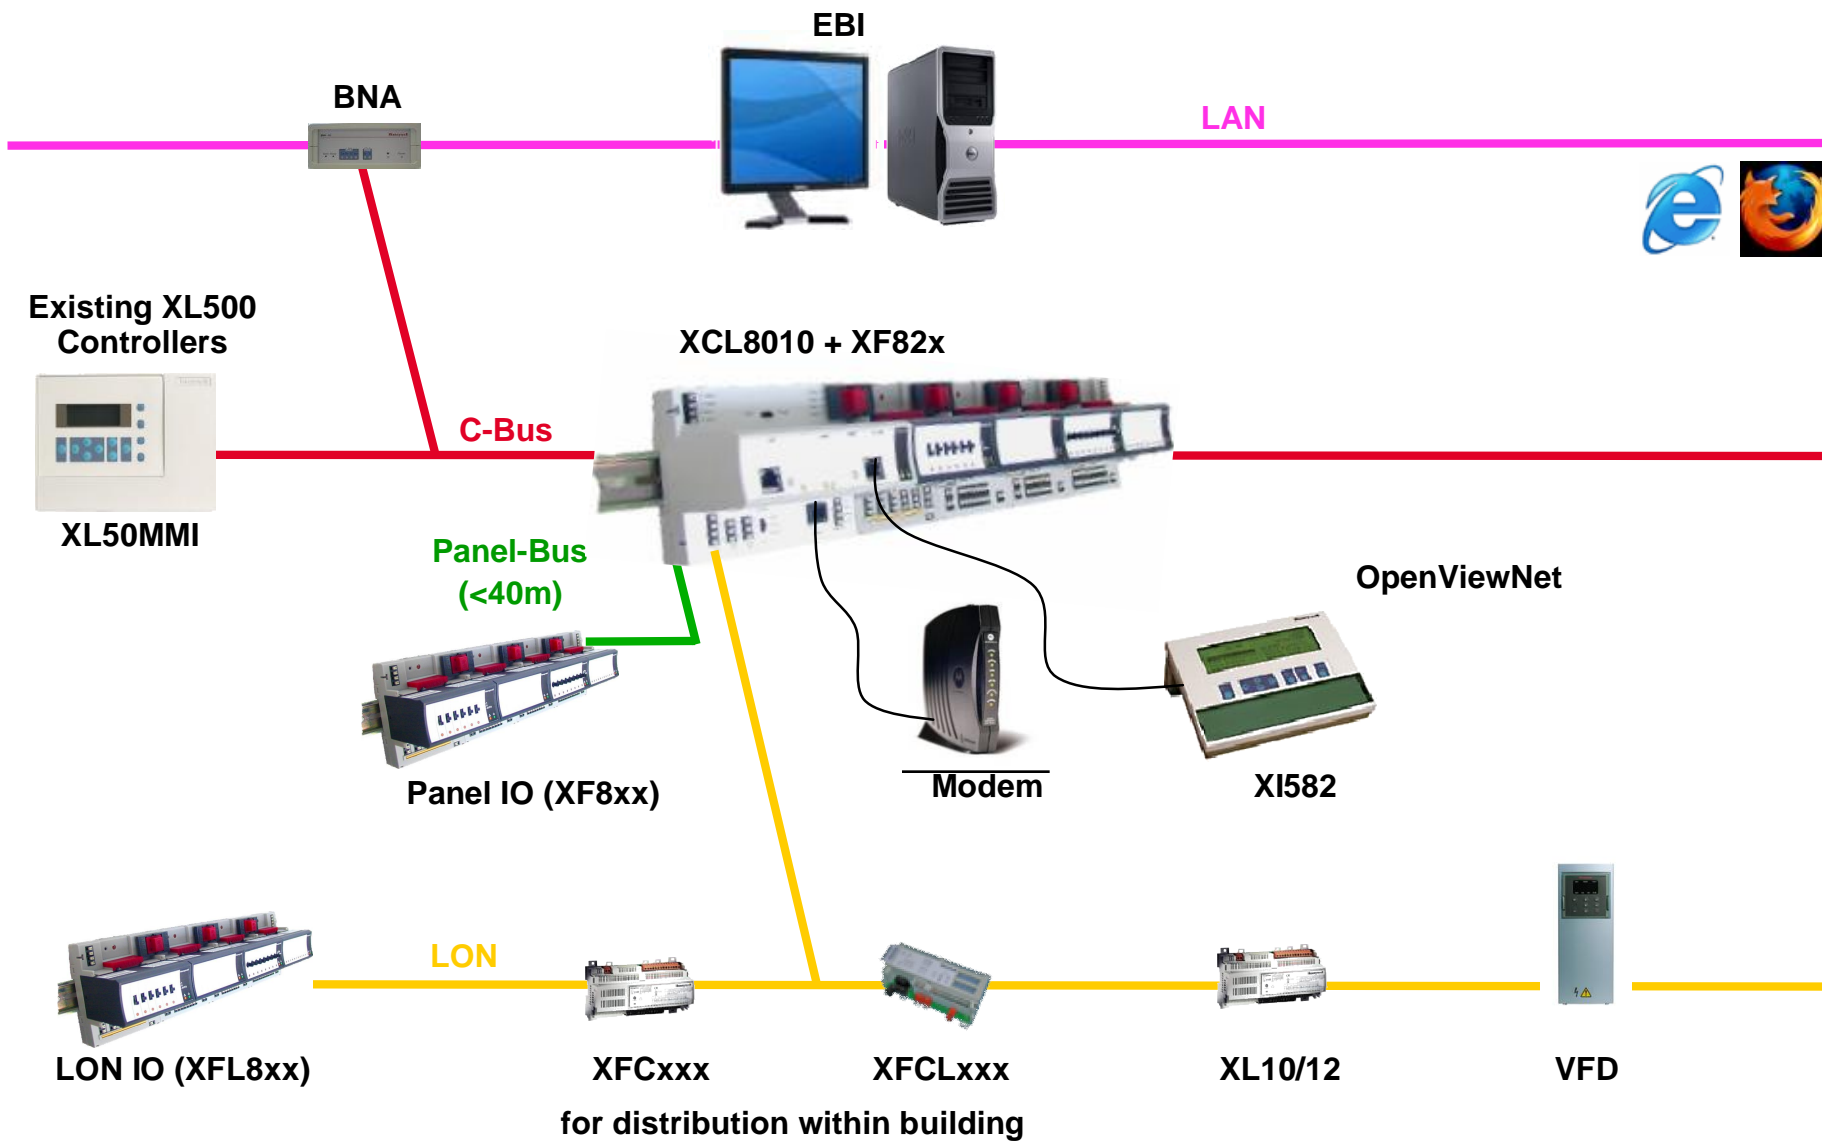 EBI
BNA
LAN
Existing XL500
Controllers
XCL8010 + XF82x
C-Bus
XL50MMI
Panel-Bus
(<40m)
OpenViewNet
Panel IO (XF8xx)
Modem
XI582
LON
LON IO (XFL8xx)
XFCxxx
XFCLxxx
XL10/12
VFD
for distribution within building